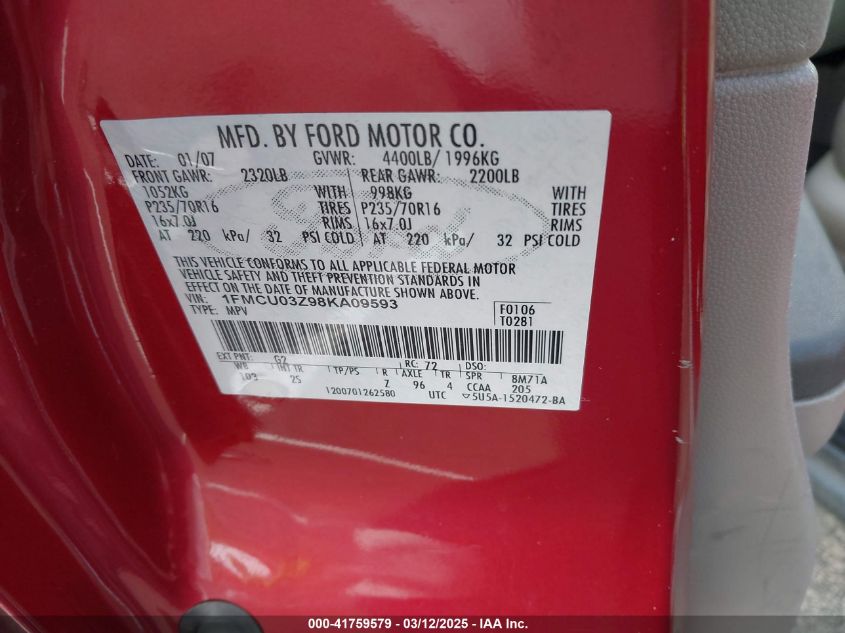 MFD. BY FORD MOTOR CO.
DATE: 01/07 GVWR: 4400LB/ 1996KG
FRONT GAWR: 2320LB REAR GAWR: 2200LB
1052KG WITH 998KG WITH
P235/70R16 TIRES P235/70R16 TIRES
16x7.0J RIMS 16x7.0J RIMS
AT 220 kPa/ 32 PSI COLD AT 220 kPa/ 32 PSI COLD
THIS VEHICLE CONFORMS TO ALL APPLICABLE FEDERAL MOTOR
VEHICLE SAFETY AND THEFT PREVENTION STANDARDS IN
EFFECT ON THE DATE OF MANUFACTURE SHOWN ABOVE.
VIN: 1FMCU03Z98KA09593 F0106
TYPE: MPV T0281
EXT PNT: G2 RC: 72 DSO:
WB INT TR TP/PS R AXLE TR SPR BM71A
103 2S Z 96 4 CCAA 205
1200701262580 UTC ▽5U5A-1520472-BA
000-41759579 / 03/12/2025 - IAA Inc.